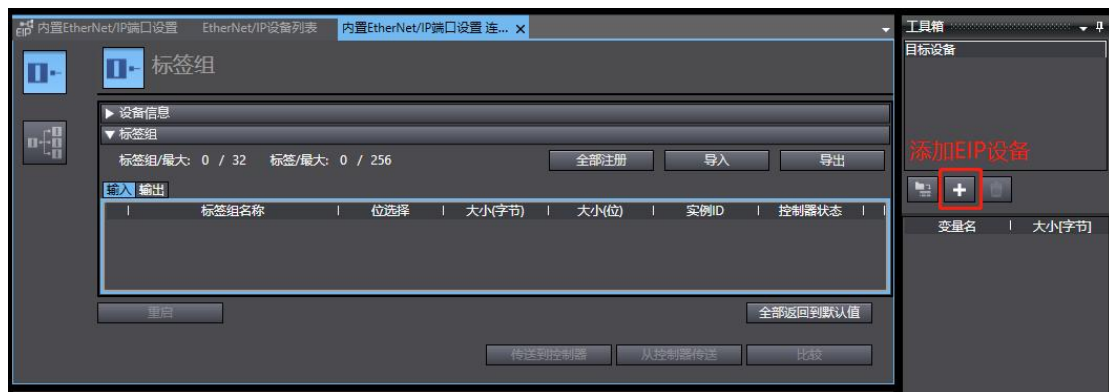 内置EtherNet/IP端口设置 EtherNet/IP设备列表 内置EtherNet/IP端口设置 连... x
标签组
▶ 设备信息
▼ 标签组
标签组/最大: 0 / 32 标签/最大: 0 / 256 全部注册 导入 导出
输入 输出
标签组名称 | 位选择 | 大小(字节) | 大小(位) | 实例ID | 控制器状态
重启 全部返回到默认值
传送到控制器 从控制器传送 比较
工具箱
目标设备
添加EIP设备
变量名 | 大小[字节]